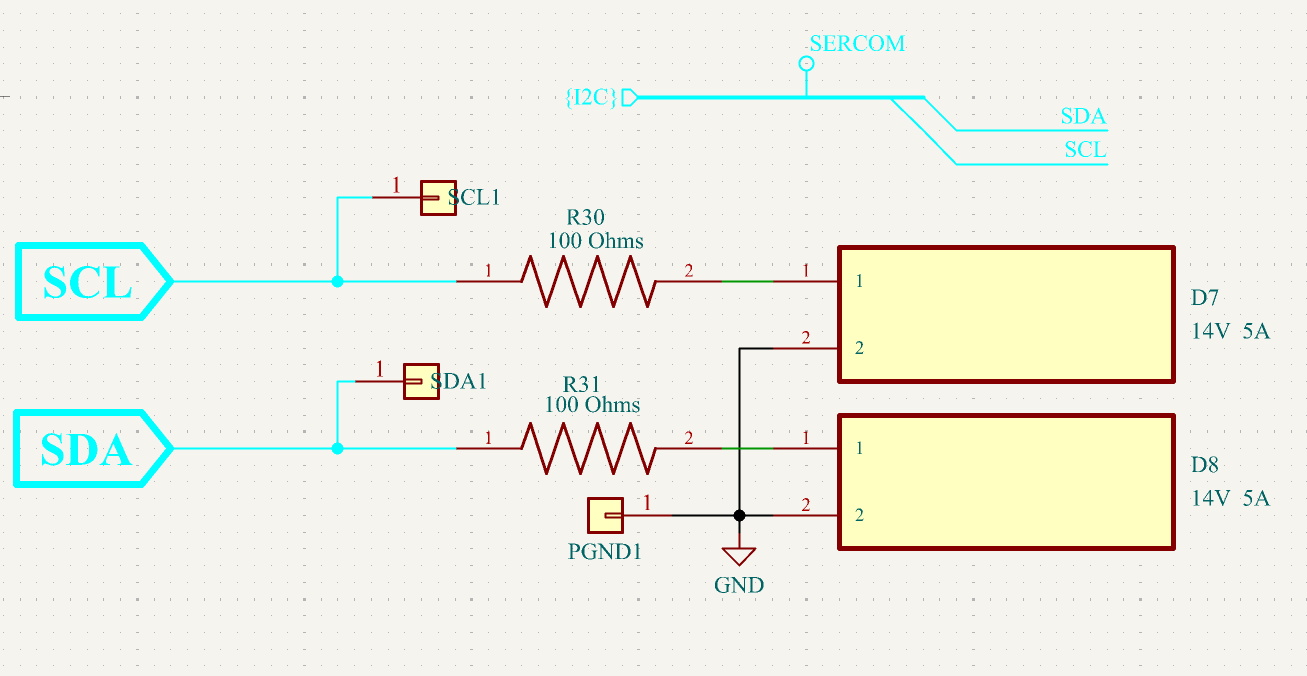 SERCOM
{I2C}
SDA
SCL
1
SCL1
R30
100 Ohms
SCL
1
2
1
1
D7
14V 5A
2
2
1
SDA1
R31
100 Ohms
SDA
1
2
1
1
D8
14V 5A
1
2
2
PGND1
GND